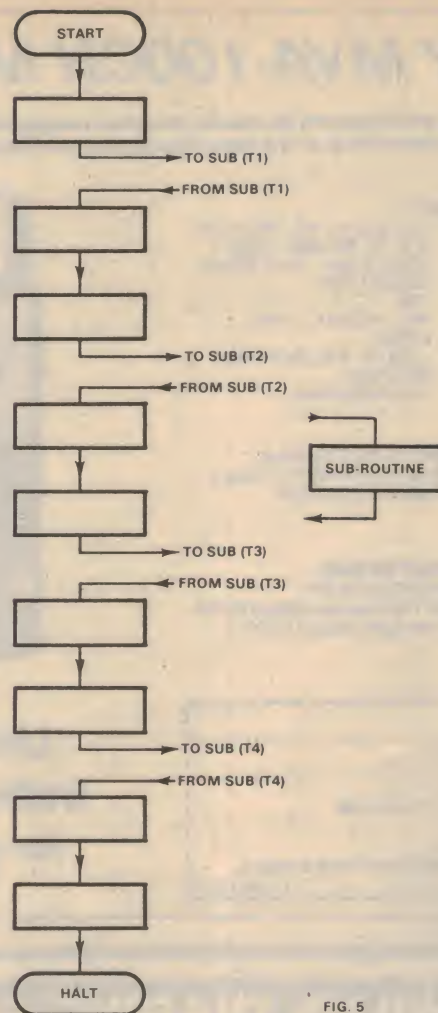 START
TO SUB (T1)
FROM SUB (T1)
TO SUB (T2)
FROM SUB (T2)
SUB-ROUTINE
TO SUB (T3)
FROM SUB (T3)
TO SUB (T4)
FROM SUB (T4)
HALT
FIG. 5